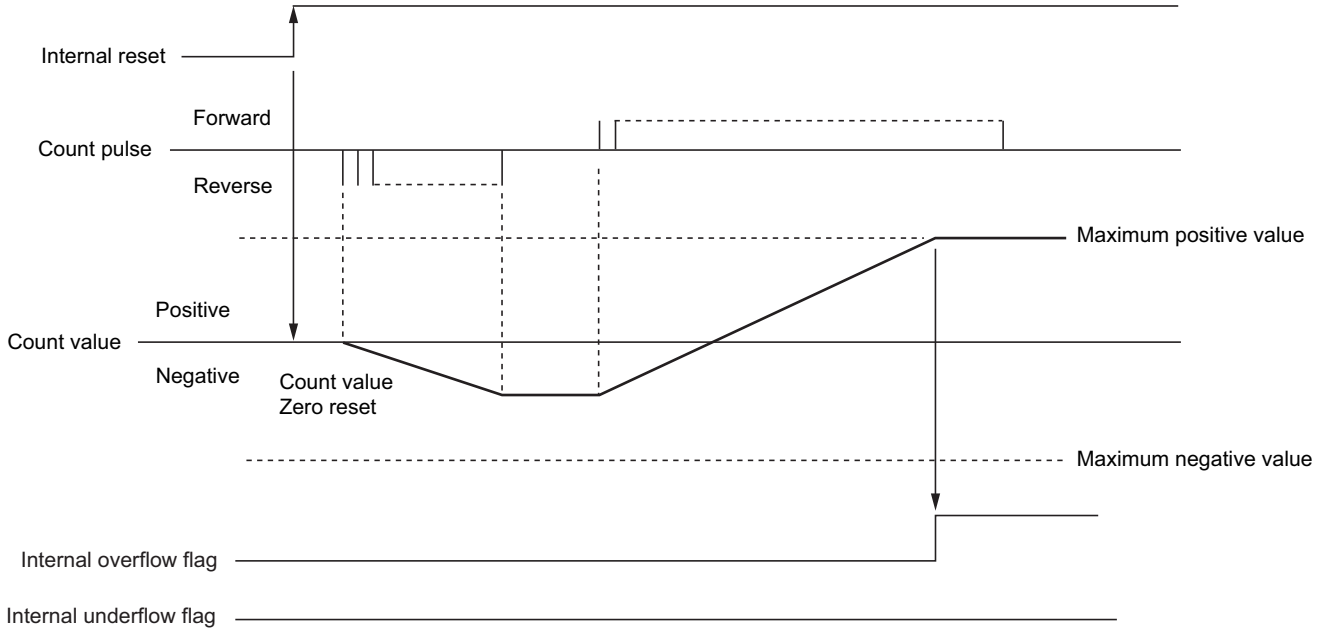 Internal reset
Forward
Count pulse
Reverse
Maximum positive value
Positive
Count value
Negative
Count value
Zero reset
Maximum negative value
Internal overflow flag
Internal underflow flag